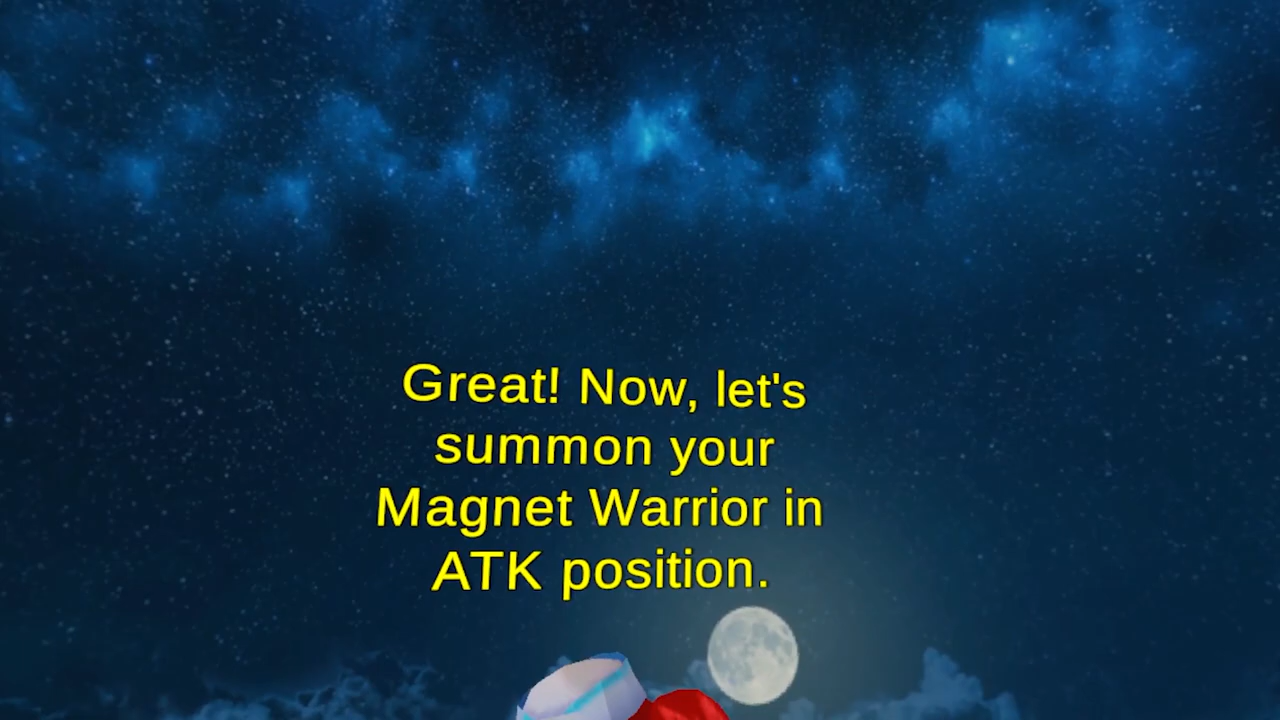 Great! Now, let's
summon your
Magnet Warrior in
ATK position.